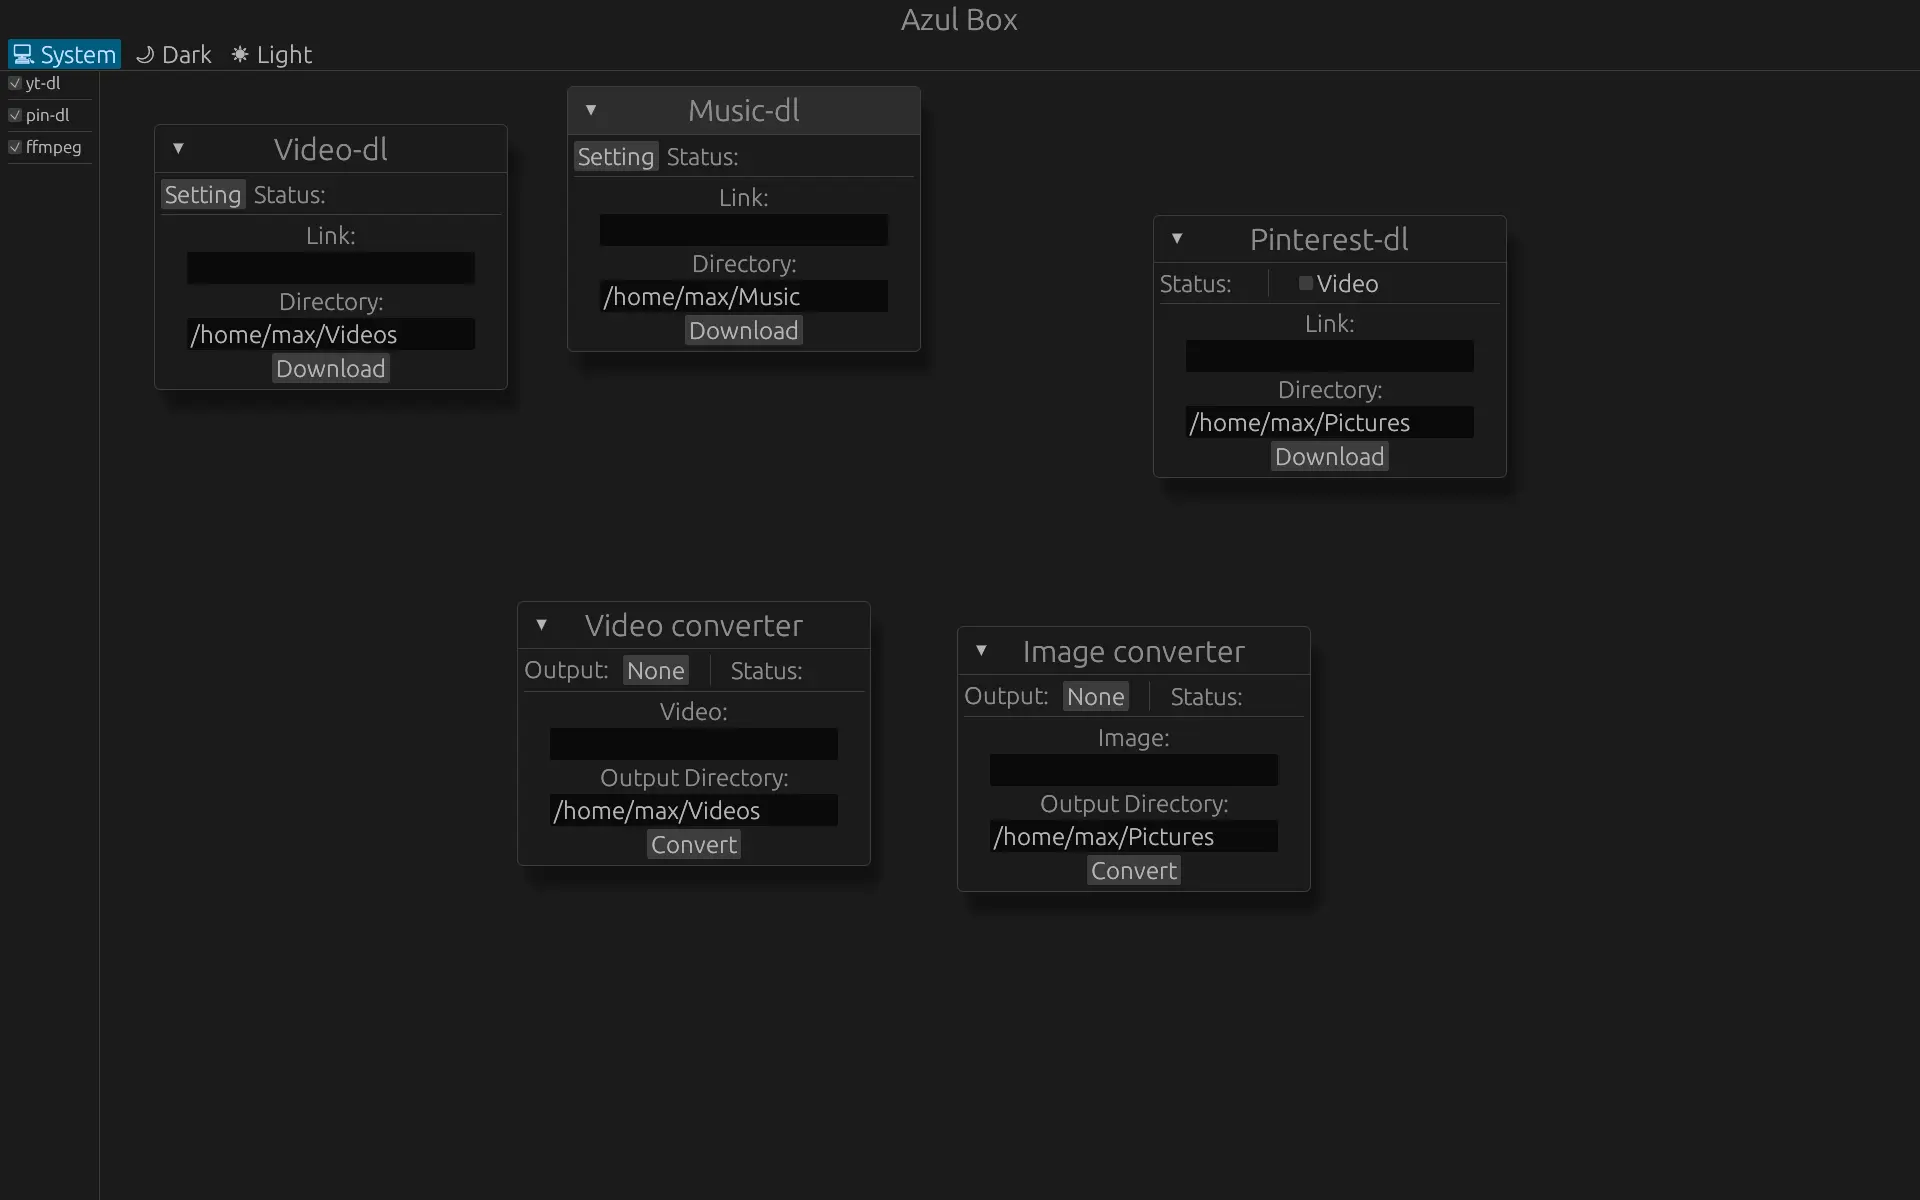 Azul Box
System Dark Light
yt-dl
pin-dl
ffmpeg
Video-dl
Setting Status:
Link:
Directory:
/home/max/Videos
Download
Music-dl
Setting Status:
Link:
Directory:
/home/max/Music
Download
Pinterest-dl
Status: Video
Link:
Directory:
/home/max/Pictures
Download
Video converter
Output: None Status:
Video:
Output Directory:
/home/max/Videos
Convert
Image converter
Output: None Status:
Image:
Output Directory:
/home/max/Pictures
Convert